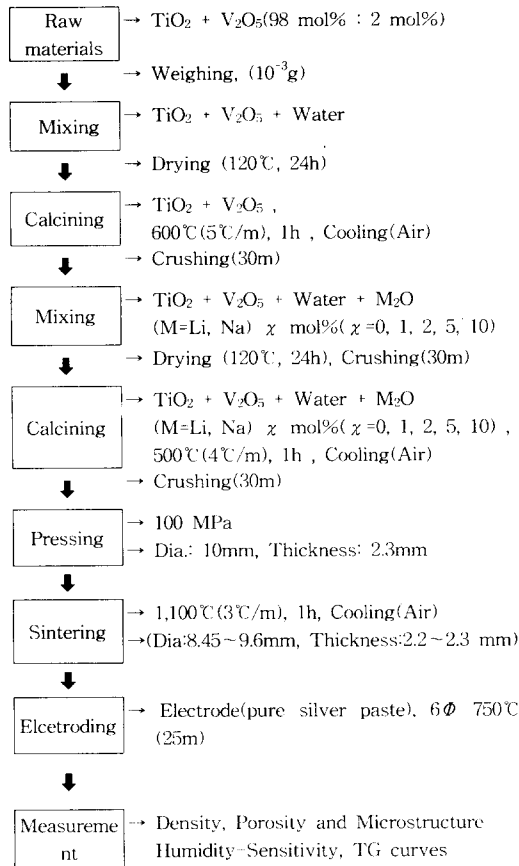 Raw
materials
→ TiO₂ + V₂O₅(98 mol% : 2 mol%)
→ Weighing, (10⁻³g)
Mixing
→ TiO₂ + V₂O₅ + Water
→ Drying (120℃, 24h)
Calcining
→ TiO₂ + V₂O₅ ,
600℃(5℃/m), 1h , Cooling(Air)
→ Crushing(30m)
Mixing
→ TiO₂ + V₂O₅ + Water + M₂O
(M=Li, Na) χ mol%(χ=0, 1, 2, 5, 10)
→ Drying (120℃, 24h), Crushing(30m)
Calcining
→ TiO₂ + V₂O₅ + Water + M₂O
(M=Li, Na) χ mol%(χ=0, 1, 2, 5, 10) ,
500℃(4℃/m), 1h , Cooling(Air)
→ Crushing(30m)
Pressing
→ 100 MPa
→ Dia.: 10mm, Thickness: 2.3mm
Sintering
→ 1,100℃(3℃/m), 1h, Cooling(Air)
→(Dia:8.45~9.6mm, Thickness:2.2~2.3 mm)
Elcetroding
→ Electrode(pure silver paste), 6Φ 750℃
(25m)
Measureme
nt
→ Density, Porosity and Microstructure
Humidity-Sensitivity, TG curves